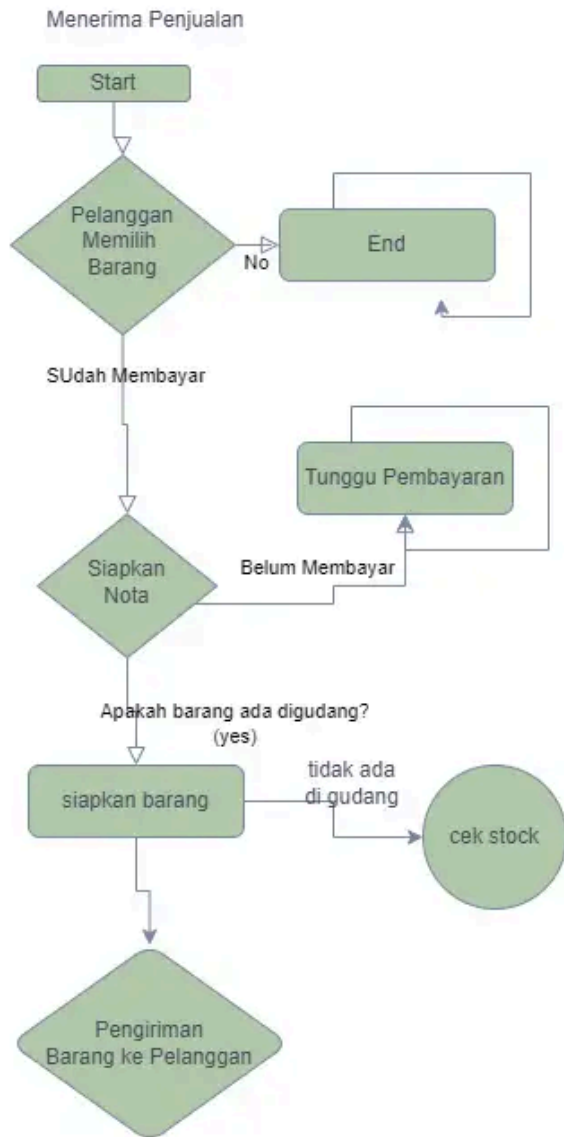 Menerima Penjualan
Start
Pelanggan
Memilih
Barang
No
End
SUdah Membayar
Tunggu Pembayaran
Siapkan
Nota
Belum Membayar
Apakah barang ada digudang?
(yes)
siapkan barang
tidak ada
di gudang
cek stock
Pengiriman
Barang ke Pelanggan